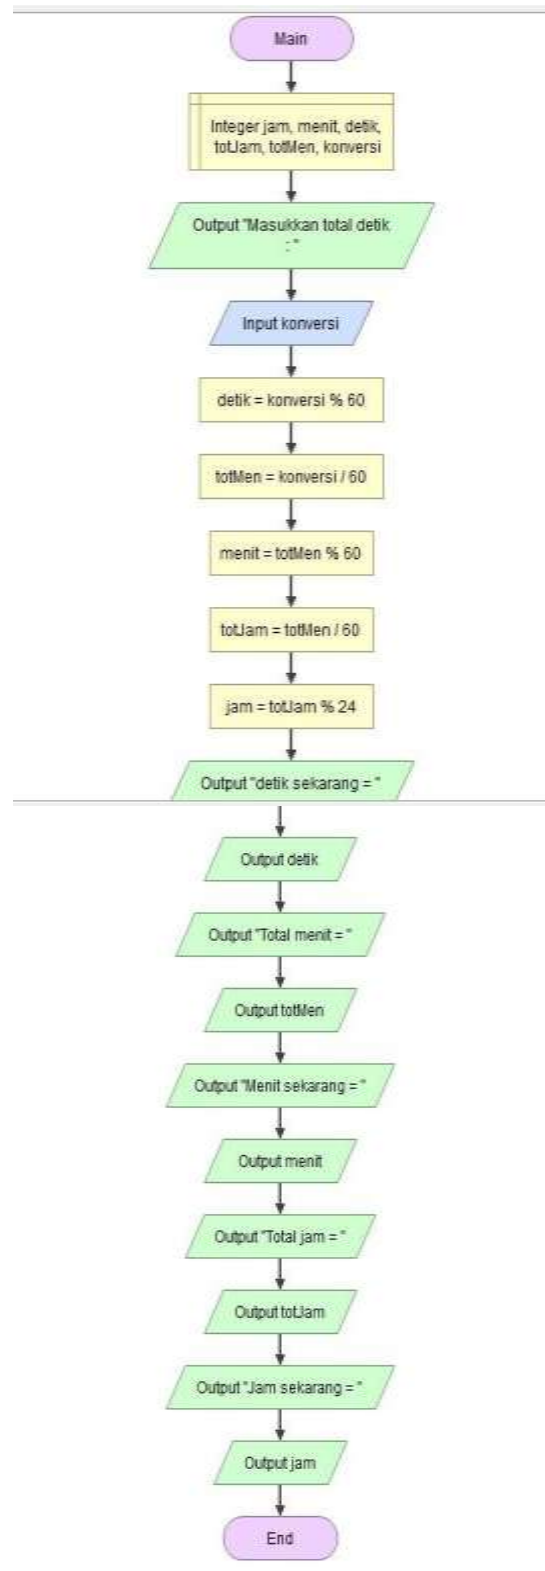 Main
Integer jam, menit, detik,
totJam, totMen, konversi
Output "Masukkan total detik
: "
Input konversi
detik = konversi % 60
totMen = konversi / 60
menit = totMen % 60
totJam = totMen / 60
jam = totJam % 24
Output "detik sekarang = "
Output detik
Output "Total menit = "
Output totMen
Output "Menit sekarang = "
Output menit
Output "Total jam = "
Output totJam
Output "Jam sekarang = "
Output jam
End